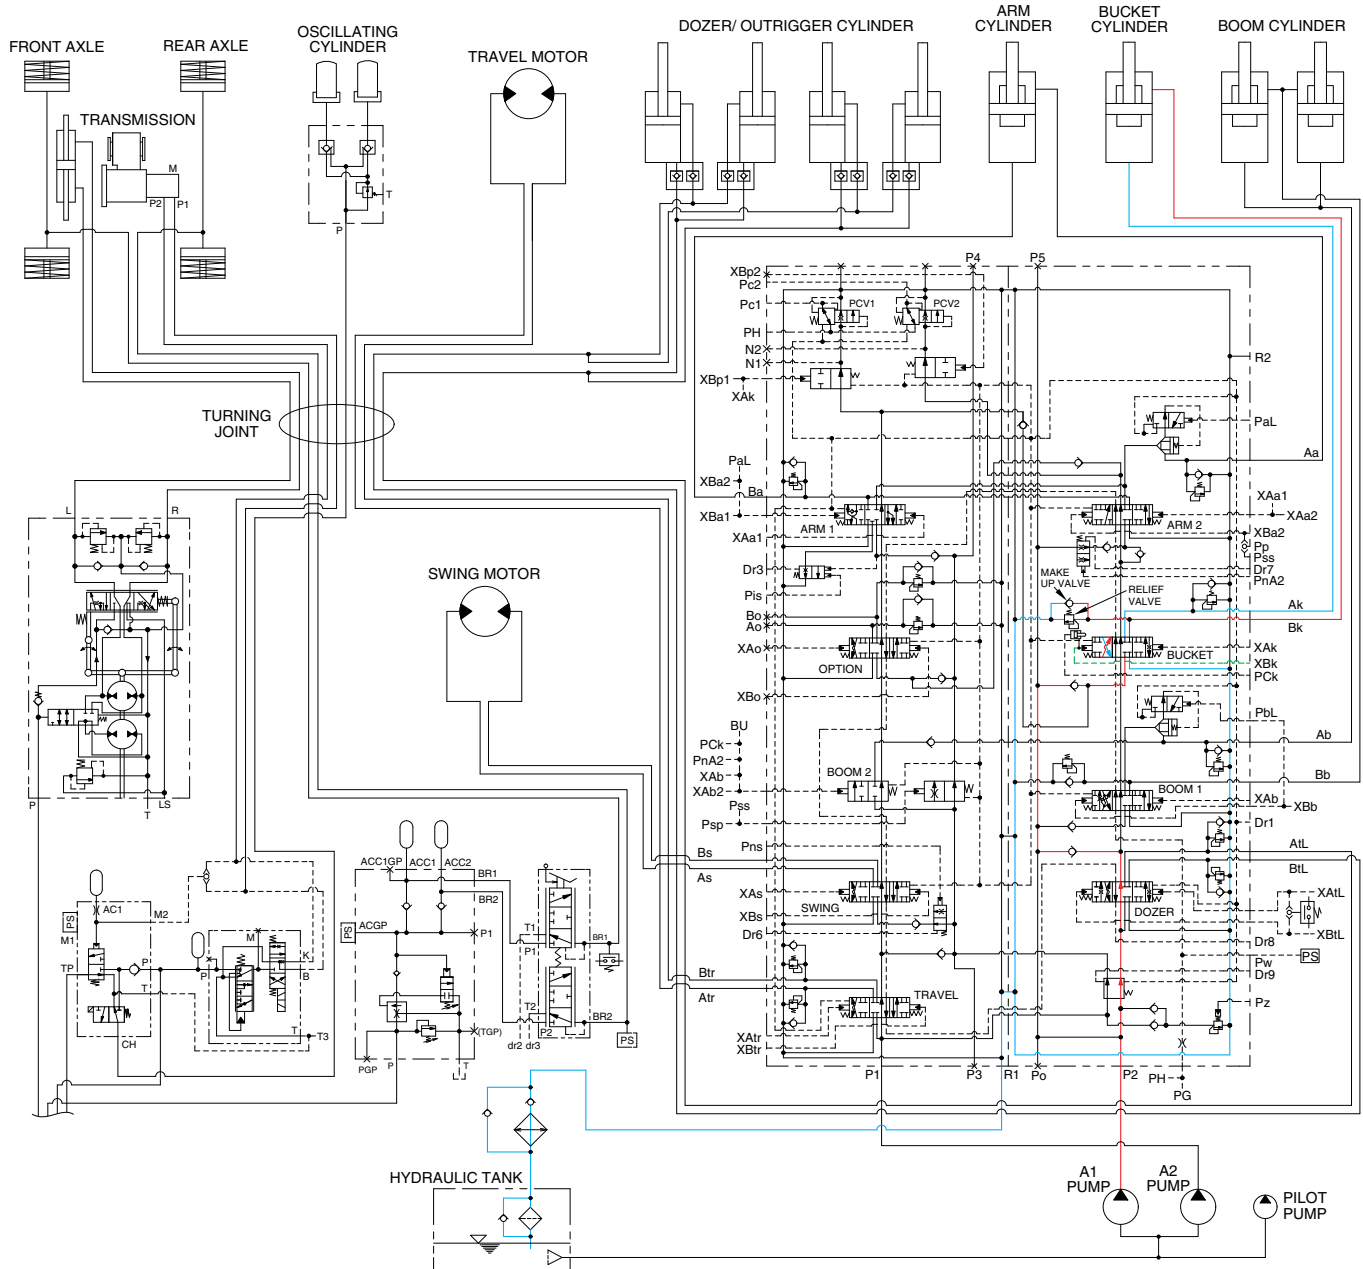 FRONT AXLE
REAR AXLE
OSCILLATING
CYLINDER
TRAVEL MOTOR
DOZER/ OUTRIGGER CYLINDER
ARM
CYLINDER
BUCKET
CYLINDER
BOOM CYLINDER
TRANSMISSION
M
P2
P1
T
P
TURNING
JOINT
SWING MOTOR
L
R
P
T
LS
XBp2
Pc2
Pc1
PH
N2
N1
XBp1
XAk
PCV1
PCV2
P4
P5
R2
PaL
XBa2
Ba
XBa1
XAa1
ARM 1
Dr3
Pis
Bo
Ao
XAo
OPTION
XBo
BU
PCk
PnA2
XAb
XAb2
BOOM 2
Pss
Psp
Pns
Bs
As
XAs
SWING
XBs
Dr6
Btr
Atr
TRAVEL
XAtr
XBtr
P1
P3
R1
Po
P2
PaL
Aa
XAa1
XAa2
ARM 2
XBa2
Pp
Pss
Dr7
PnA2
MAKE
UP VALVE
RELIEF
VALVE
Ak
Bk
BUCKET
XAk
XBk
PCk
PbL
Ab
Bb
BOOM 1
XAb
XBb
Dr1
AtL
BtL
XAtL
DOZER
XBtL
Dr8
PS
Pw
Dr9
Pz
PH
PG
AC1
M2
PS
M1
TP
P
T
CH
P
M
K
B
T
T3
ACC1GP
ACC1
ACC2
BR1
BR2
ACGP
PS
P1
(TGP)
PGP
P
T
T1
P1
BR1
T2
P2
BR2
dr2
dr3
PS
HYDRAULIC TANK
A1
PUMP
A2
PUMP
PILOT
PUMP